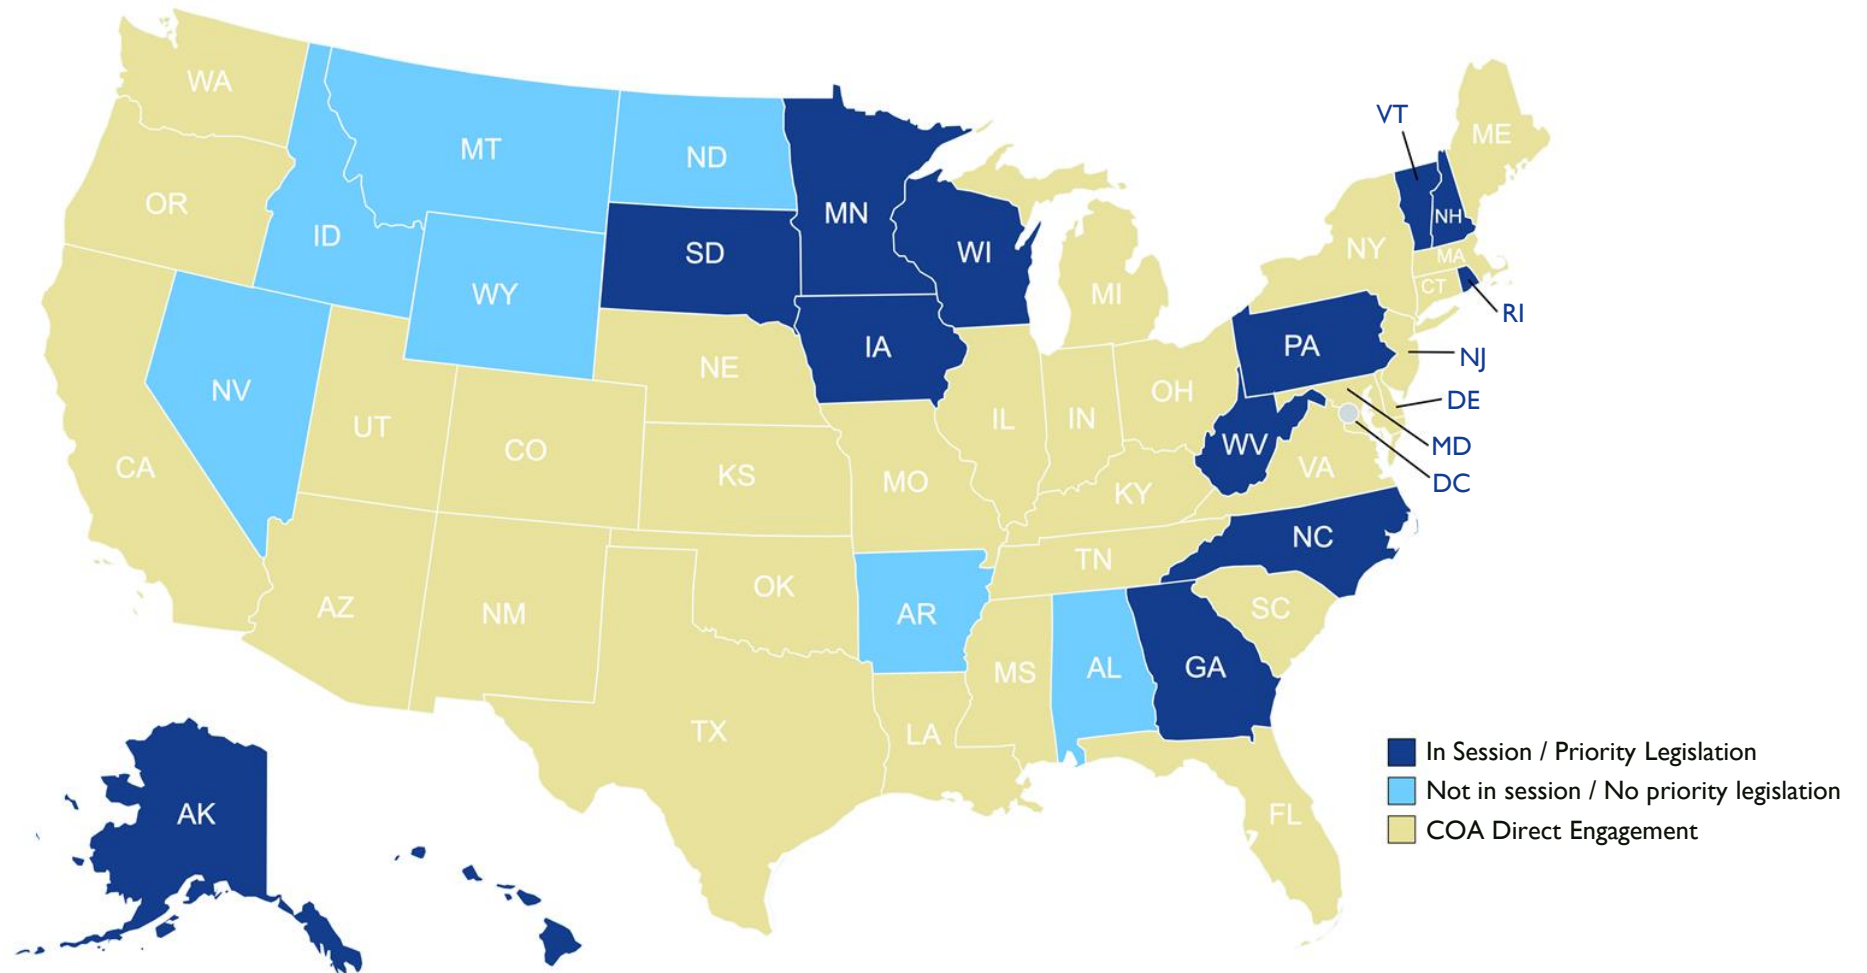 WA
VT
ME
MT
ND
OR
MN
NH
ID
SD
WI
NY
MA
WY
MI
CT
RI
PA
IA
NJ
NE
NV
OH
DE
UT
IL
IN
CO
WV
MD
CA
KS
MO
VA
DC
KY
NC
TN
OK
AZ
NM
AR
SC
MS
AL
GA
TX
LA
In Session / Priority Legislation
Not in session / No priority legislation
AK
FL
COA Direct Engagement